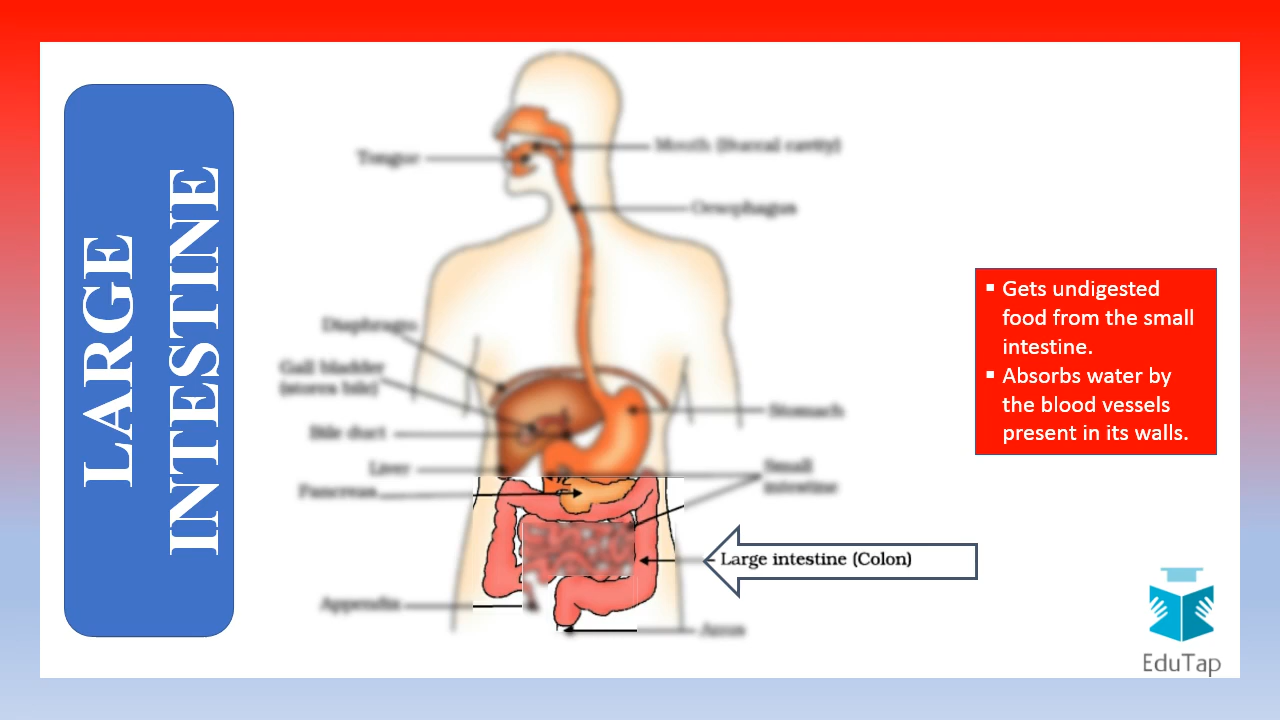 LARGE
INTESTINE
Tongue
Mouth (Buccal cavity)
Oesophagus
Diaphragm
Gall bladder
(stores bile)
Bile duct
Liver
Pancreas
Stomach
Small
intestine
Large intestine (Colon)
Appendix
Anus
▪ Gets undigested
food from the small
intestine.
▪ Absorbs water by
the blood vessels
present in its walls.
EduTap